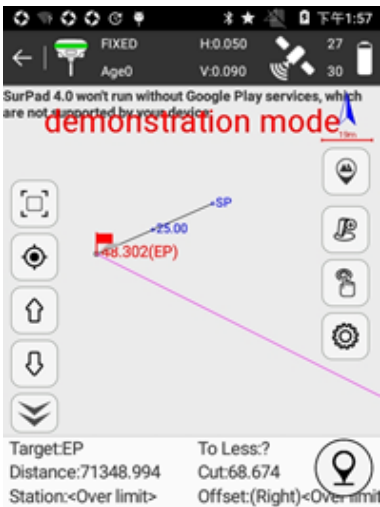 下午1:57
FIXED H:0.050 27
Age0 V:0.090 30
SurPad 4.0 won't run without Google Play services, which
are not supported by your device.
demonstration mode
19m
SP
25.00
48.302(EP)
Target:EP To Less:?
Distance:71348.994 Cut:68.674
Station:<Over limit> Offset:(Right)<Over limit